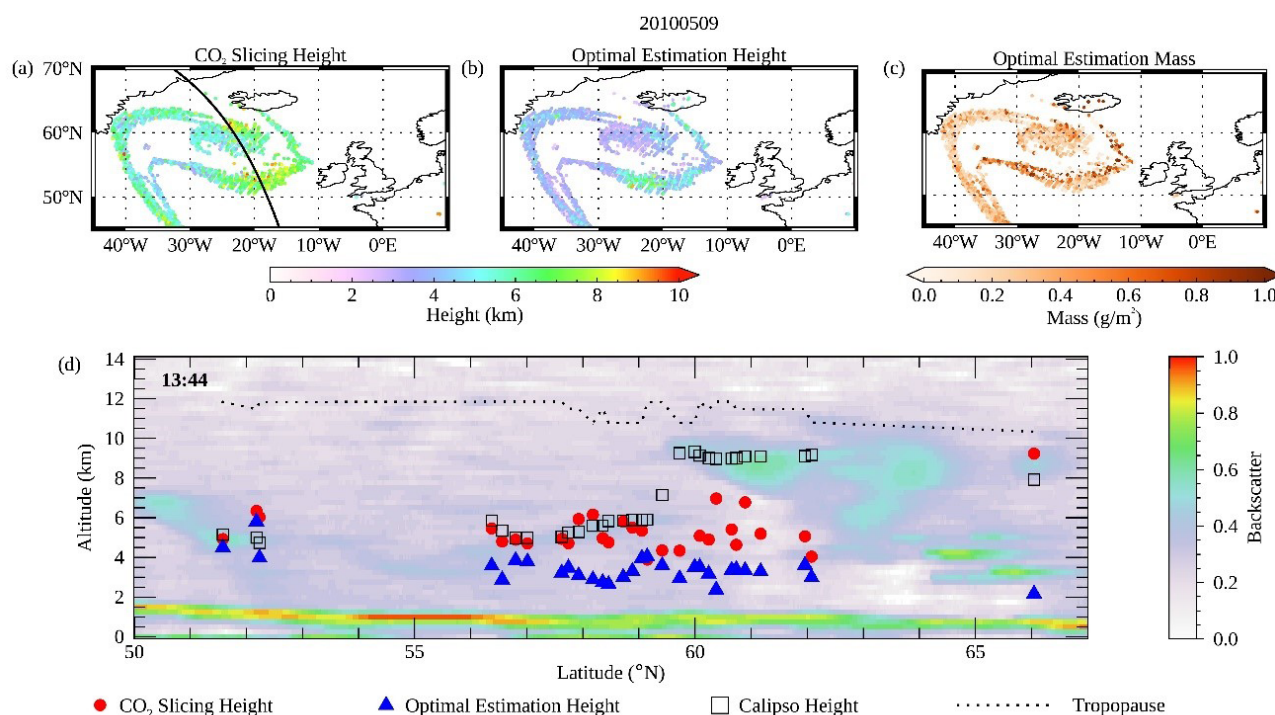 20100509
(a) CO₂ Slicing Height
(b) Optimal Estimation Height
(c) Optimal Estimation Mass
70°N
60°N
50°N
40°W 30°W 20°W 10°W 0°E
40°W 30°W 20°W 10°W 0°E
40°W 30°W 20°W 10°W 0°E
0 2 4 6 8 10
Height (km)
0.0 0.2 0.4 0.6 0.8 1.0
Mass (g/m²)
(d)
13:44
14
12
10
8
6
4
2
0
Altitude (km)
50 55 60 65
Latitude (°N)
1.0
0.8
0.6
0.4
0.2
0.0
Backscatter
CO₂ Slicing Height Optimal Estimation Height Calipso Height Tropopause